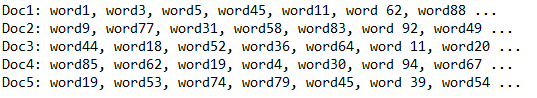 Doc1: word1, word3, word5, word45, word11, word 62, word88 ...
Doc2: word9, word77, word31, word58, word83, word 92, word49 ...
Doc3: word44, word18, word52, word36, word64, word 11, word20 ...
Doc4: word85, word62, word19, word4, word30, word 94, word67 ...
Doc5: word19, word53, word74, word79, word45, word 39, word54 ...